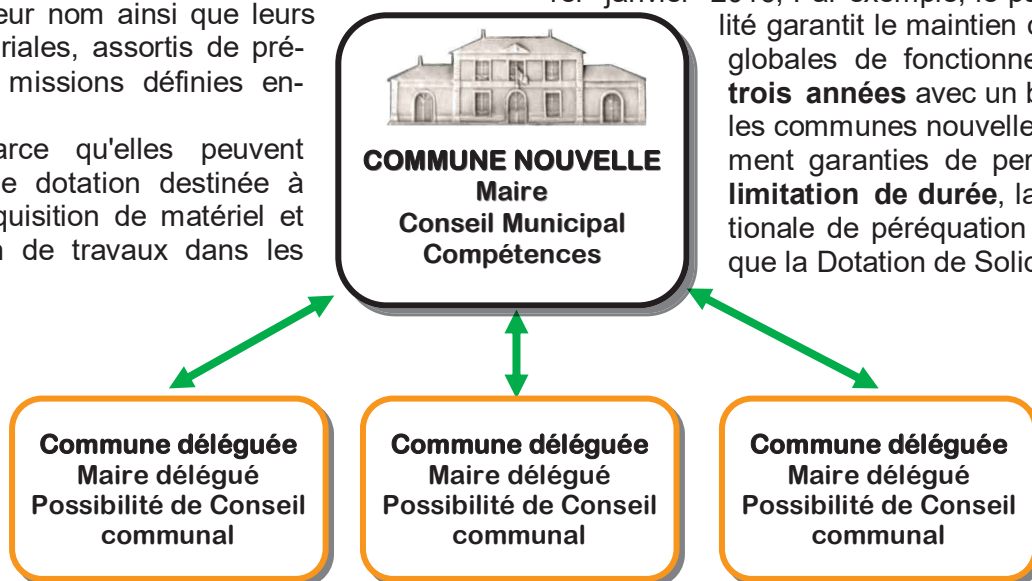 eur nom ainsi que leurs
riales, assortis de pré-
missions définies en-
arce qu'elles peuvent
e dotation destinée à
quisition de matériel et
de travaux dans les
COMMUNE NOUVELLE
Maire
Conseil Municipal
Compétences
lité garantit le maintien
globales de fonctionne
trois années avec un b
les communes nouvelle
ment garanties de per
limitation de durée, la
tionale de péréquation
que la Dotation de Solid
Commune déléguée
Maire délégué
Possibilité de Conseil
communal
Commune déléguée
Maire délégué
Possibilité de Conseil
communal
Commune déléguée
Maire délégué
Possibilité de Conseil
communal